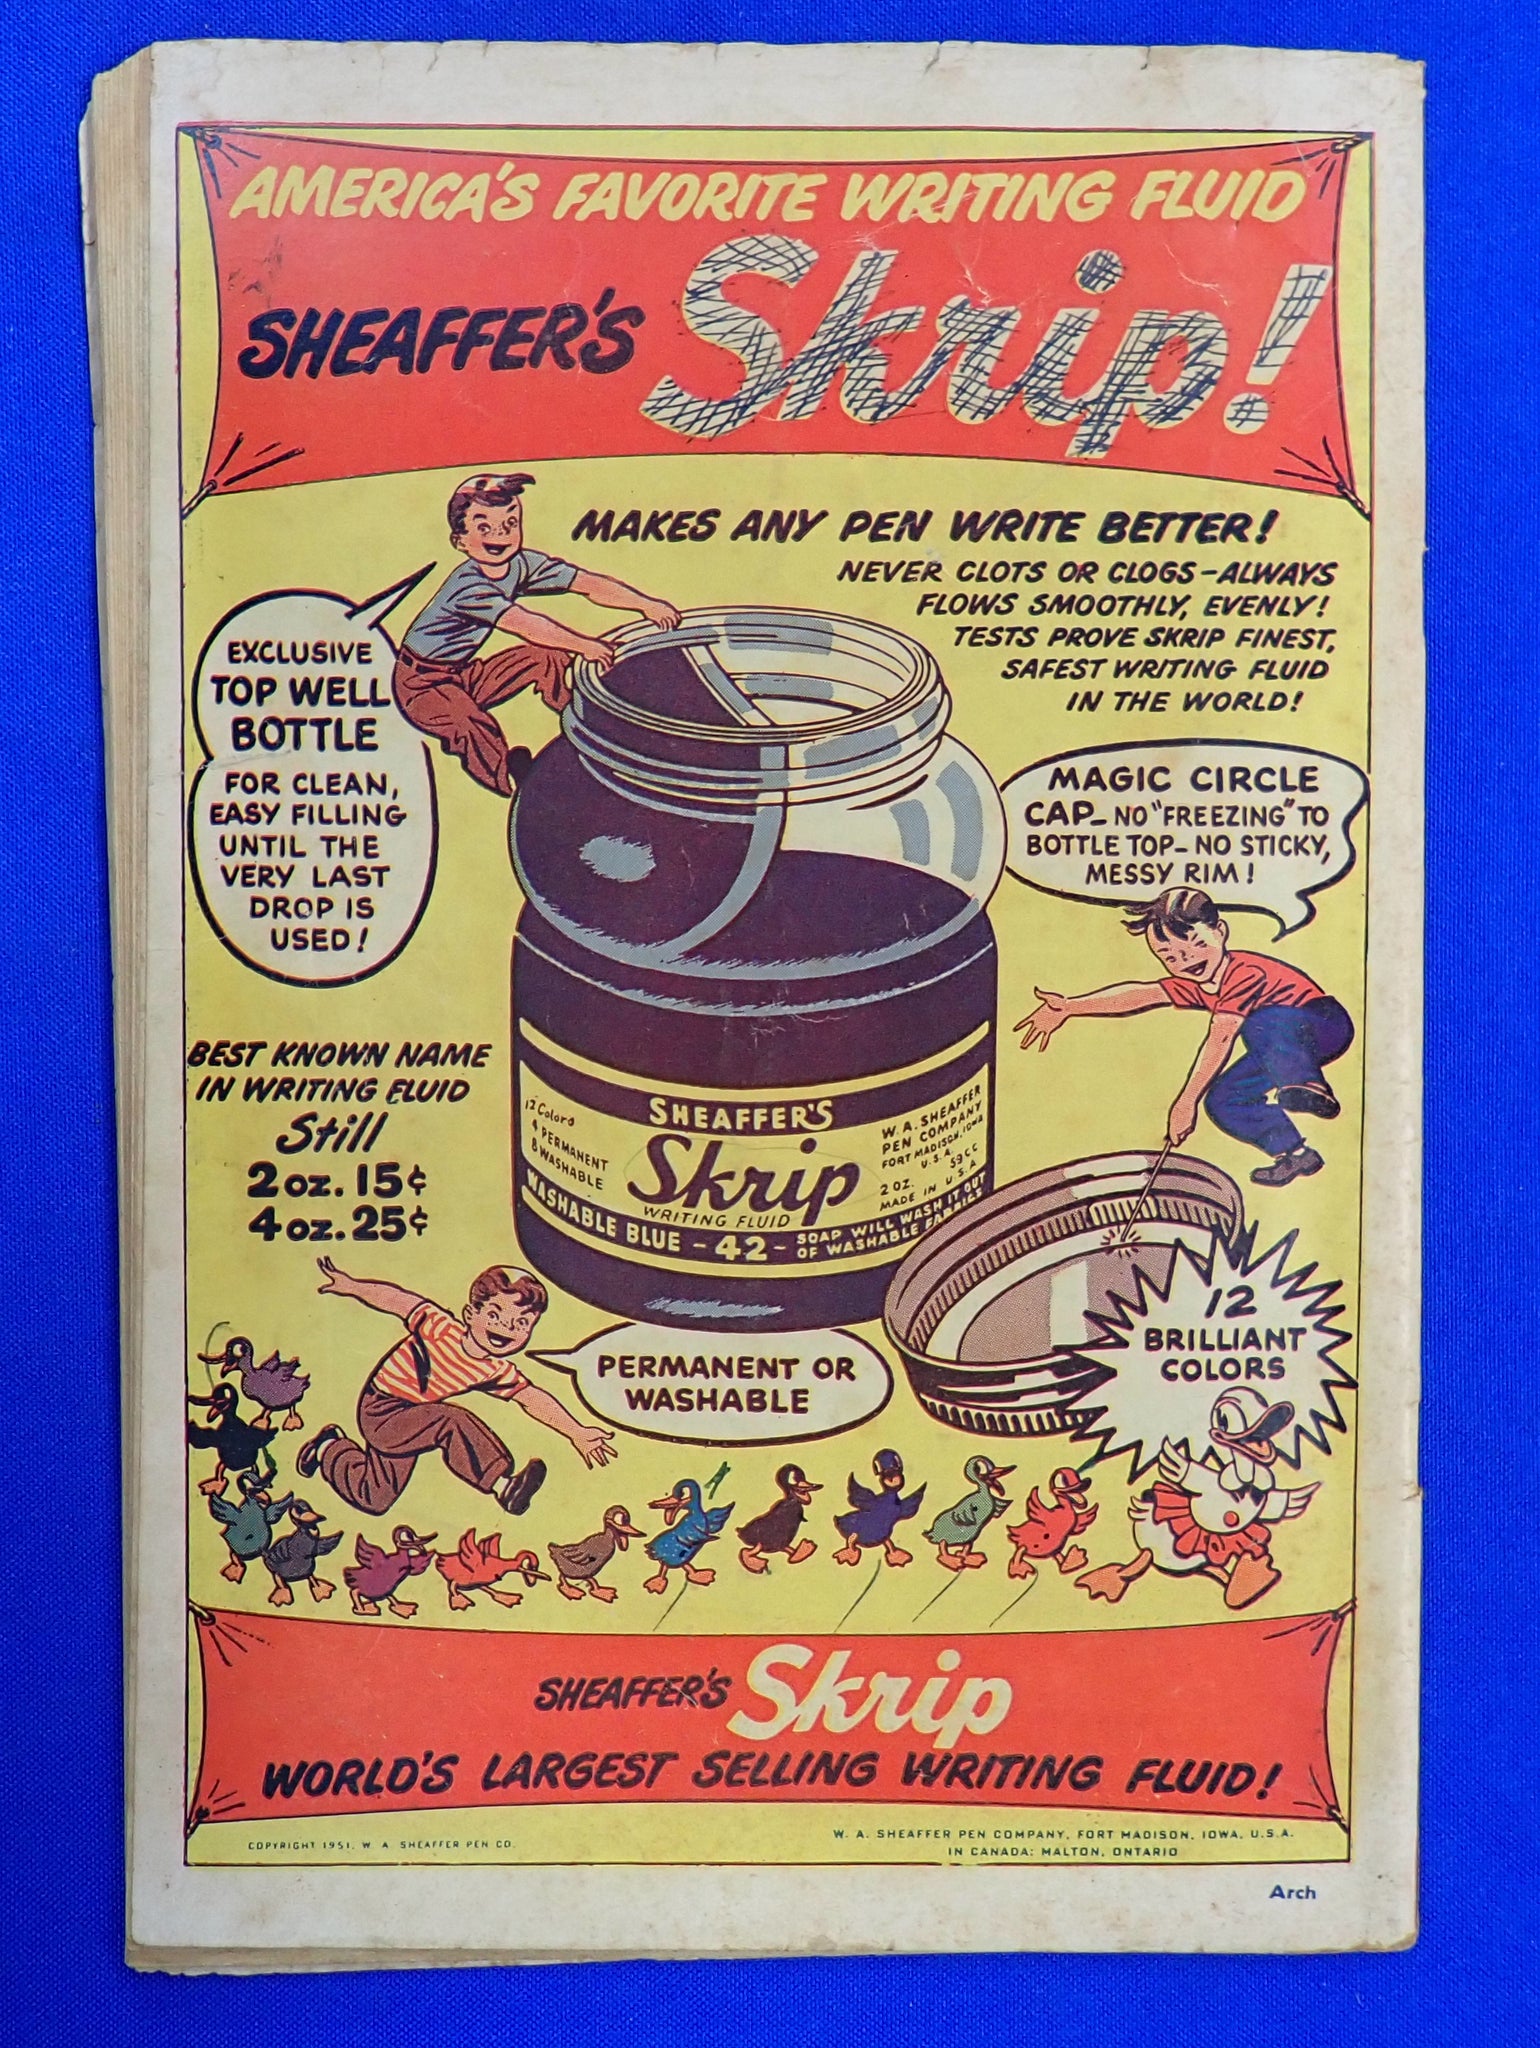 AMERICA'S FAVORITE WRITING FLUID
SHEAFFER'S Skrip!
MAKES ANY PEN WRITE BETTER!
NEVER CLOTS OR CLOGS—ALWAYS
FLOWS SMOOTHLY, EVENLY!
TESTS PROVE SKRIP FINEST,
SAFEST WRITING FLUID
IN THE WORLD!
EXCLUSIVE
TOP WELL
BOTTLE
FOR CLEAN,
EASY FILLING
UNTIL THE
VERY LAST
DROP IS
USED!
MAGIC CIRCLE
CAP—NO "FREEZING" TO
BOTTLE TOP—NO STICKY,
MESSY RIM!
BEST KNOWN NAME
IN WRITING FLUID
Still
2 oz. 15¢
4 oz. 25¢
SHEAFFER'S
Skrip
WRITING FLUID
12 Colors
4 PERMANENT
8 WASHABLE
W. A. SHEAFFER
PEN COMPANY
FORT MADISON, IOWA
U.S.A.
2 OZ. 59CC
MADE IN U.S.A
WASHABLE BLUE - 42 - SOAP WILL WASH IT OUT
OF WASHABLE FABRICS
PERMANENT OR
WASHABLE
12
BRILLIANT
COLORS
SHEAFFER'S Skrip
WORLD'S LARGEST SELLING WRITING FLUID!
COPYRIGHT 1951, W. A. SHEAFFER PEN CO.
W. A. SHEAFFER PEN COMPANY, FORT MADISON, IOWA, U.S.A.
IN CANADA: MALTON, ONTARIO
Arch